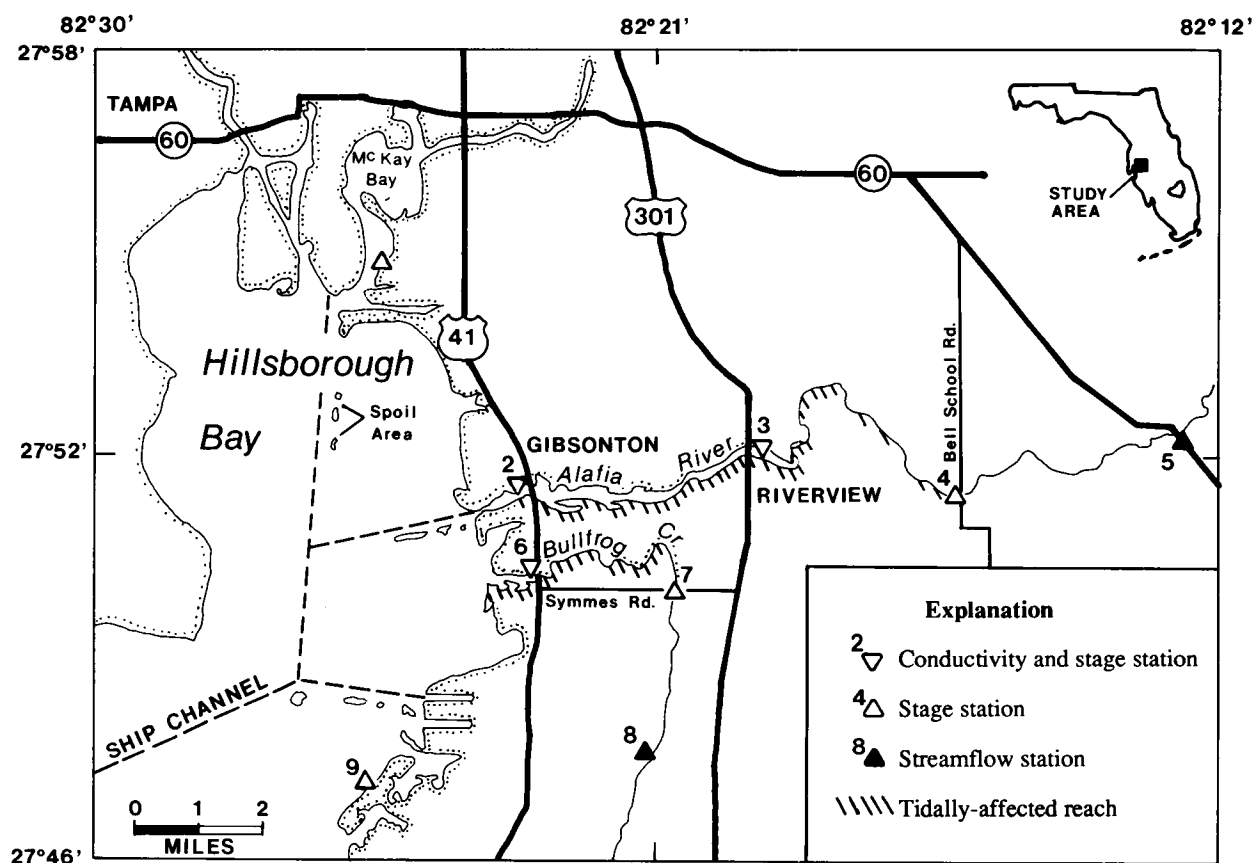 82°30'
82°21'
82°12'
27°58'
TAMPA
60
Mc Kay
Bay
301
60
STUDY
AREA
41
Hillsborough
Bay
Spoil
Area
Bell School Rd.
27°52'
GIBSONTON
2
Alafia River
3
RIVERVIEW
4
5
6
Bullfrog Cr
7
Symmes Rd.
SHIP CHANNEL
8
9
0 1 2
MILES
27°46'
Explanation
2 Conductivity and stage station
4 Stage station
8 Streamflow station
Tidally-affected reach